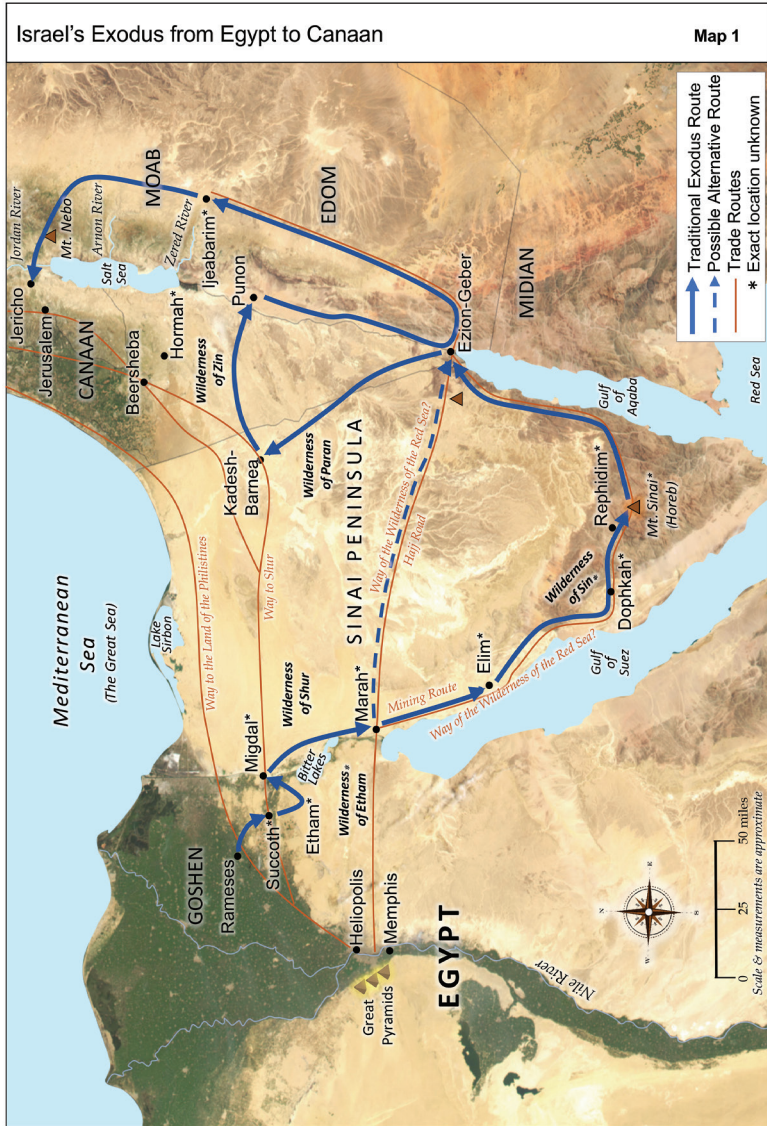 Israel's Exodus from Egypt to Canaan
Map 1
Mediterranean
Sea
(The Great Sea)
Lake
Sirbon
Way to the Land of the Philistines
Way to Shur
GOSHEN
Rameses
Succoth*
Etham*
Migdal*
Bitter
Lakes
Wilderness
of Shur
Wilderness*
of Etham
Heliopolis
Memphis
Great
Pyramids
EGYPT
Nile River
Marah*
Mining Route
Elim*
Way of the Wilderness of the Red Sea?
Gulf
of
Suez
SINAI PENINSULA
Way of the Wilderness of the Red Sea?
Hajj Road
Wilderness
of Sin*
Dophkah*
Rephidim*
Mt. Sinai*
(Horeb)
Gulf
of
Aqaba
Red Sea
Ezion-Geber
MIDIAN
EDOM
Wilderness
of Paran
Kadesh-
Barnea
Wilderness
of Zin
Punon
Ijeabarim*
Zered River
MOAB
Arnon River
Mt. Nebo
Jordan River
Salt
Sea
Jericho
Jerusalem
CANAAN
Hormah*
Beersheba
Traditional Exodus Route
Possible Alternative Route
Trade Routes
* Exact location unknown
N
E
S
W
0 25 50 miles
Scale & measurements are approximate